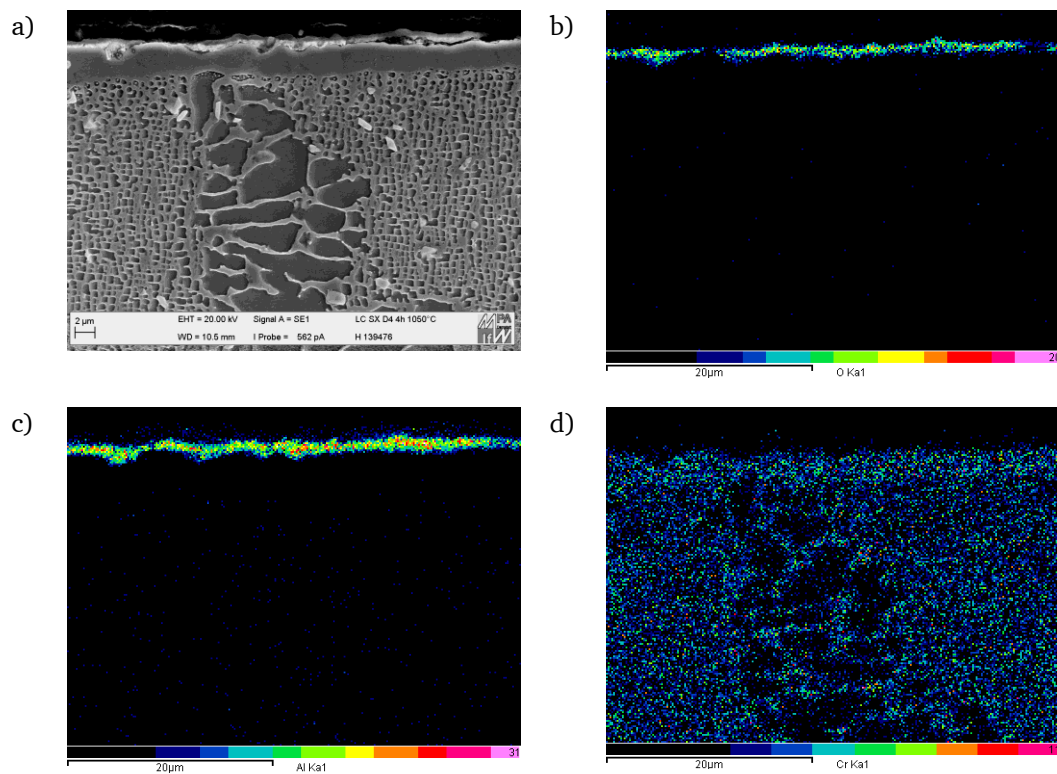 a)
b)
2 µm
EHT = 20.00 kV
Signal A = SE1
LC SX D4 4h 1050°C
WD = 10.5 mm
I Probe = 562 pA
H 139476
20µm
O Ka1
c)
d)
31
20µm
Al Ka1
20µm
Cr Ka1